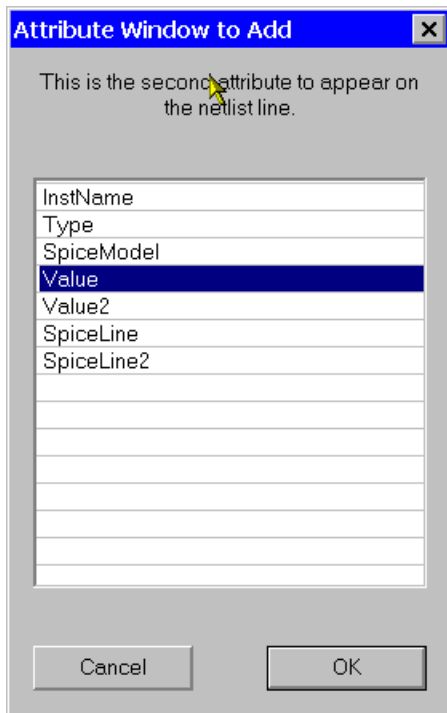 Attribute Window to Add
This is the second attribute to appear on
the netlist line.
InstName
Type
SpiceModel
Value
Value2
SpiceLine
SpiceLine2
Cancel
OK